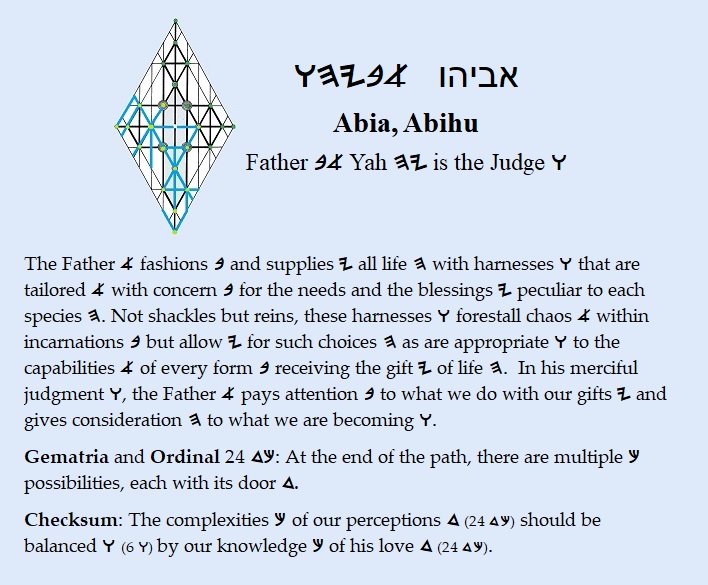 𐤀𐤁𐤉𐤄𐤅 אביהו
Abia, Abihu
Father 𐤀𐤁 Yah 𐤉𐤄 is the Judge 𐤅
The Father 𐤀 fashions 𐤁 and supplies 𐤉 all life 𐤄 with harnesses 𐤅 that are
tailored 𐤀 with concern 𐤁 for the needs and the blessings 𐤉 peculiar to each
species 𐤄. Not shackles but reins, these harnesses 𐤅 forestall chaos 𐤀 within
incarnations 𐤁 but allow 𐤉 for such choices 𐤄 as are appropriate 𐤅 to the
capabilities 𐤀 of every form 𐤁 receiving the gift 𐤉 of life 𐤄. In his merciful
judgment 𐤅, the Father 𐤀 pays attention 𐤁 to what we do with our gifts 𐤉 and
gives consideration 𐤄 to what we are becoming 𐤅.
Gematria and Ordinal 24 𐤊𐤃: At the end of the path, there are multiple 𐤊
possibilities, each with its door 𐤃.
Checksum: The complexities 𐤊 of our perceptions 𐤃 (24 𐤊𐤃) should be
balanced 𐤅 (6 𐤅) by our knowledge 𐤊 of his love 𐤃 (24 𐤊𐤃).